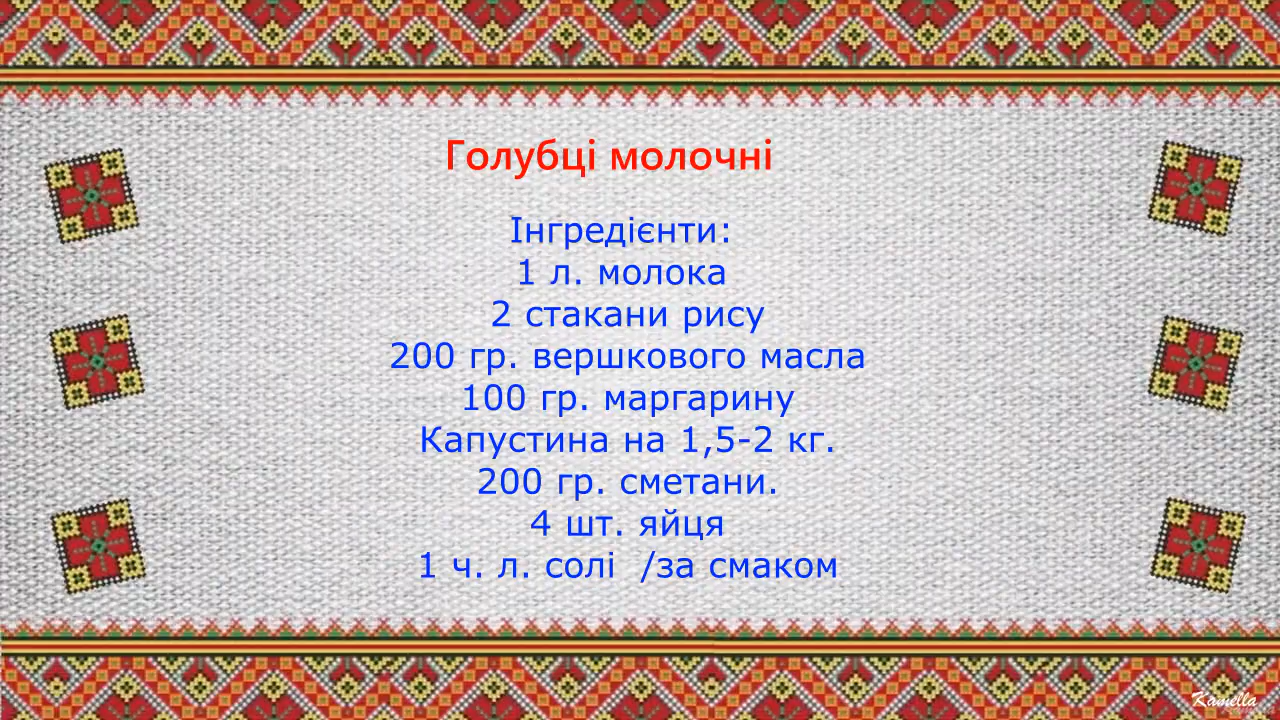 Голубці молочні
Інгредієнти:
1 л. молока
2 стакани рису
200 гр. вершкового масла
100 гр. маргарину
Капустина на 1,5-2 кг.
200 гр. сметани.
4 шт. яйця
1 ч. л. солі /за смаком
Kamella